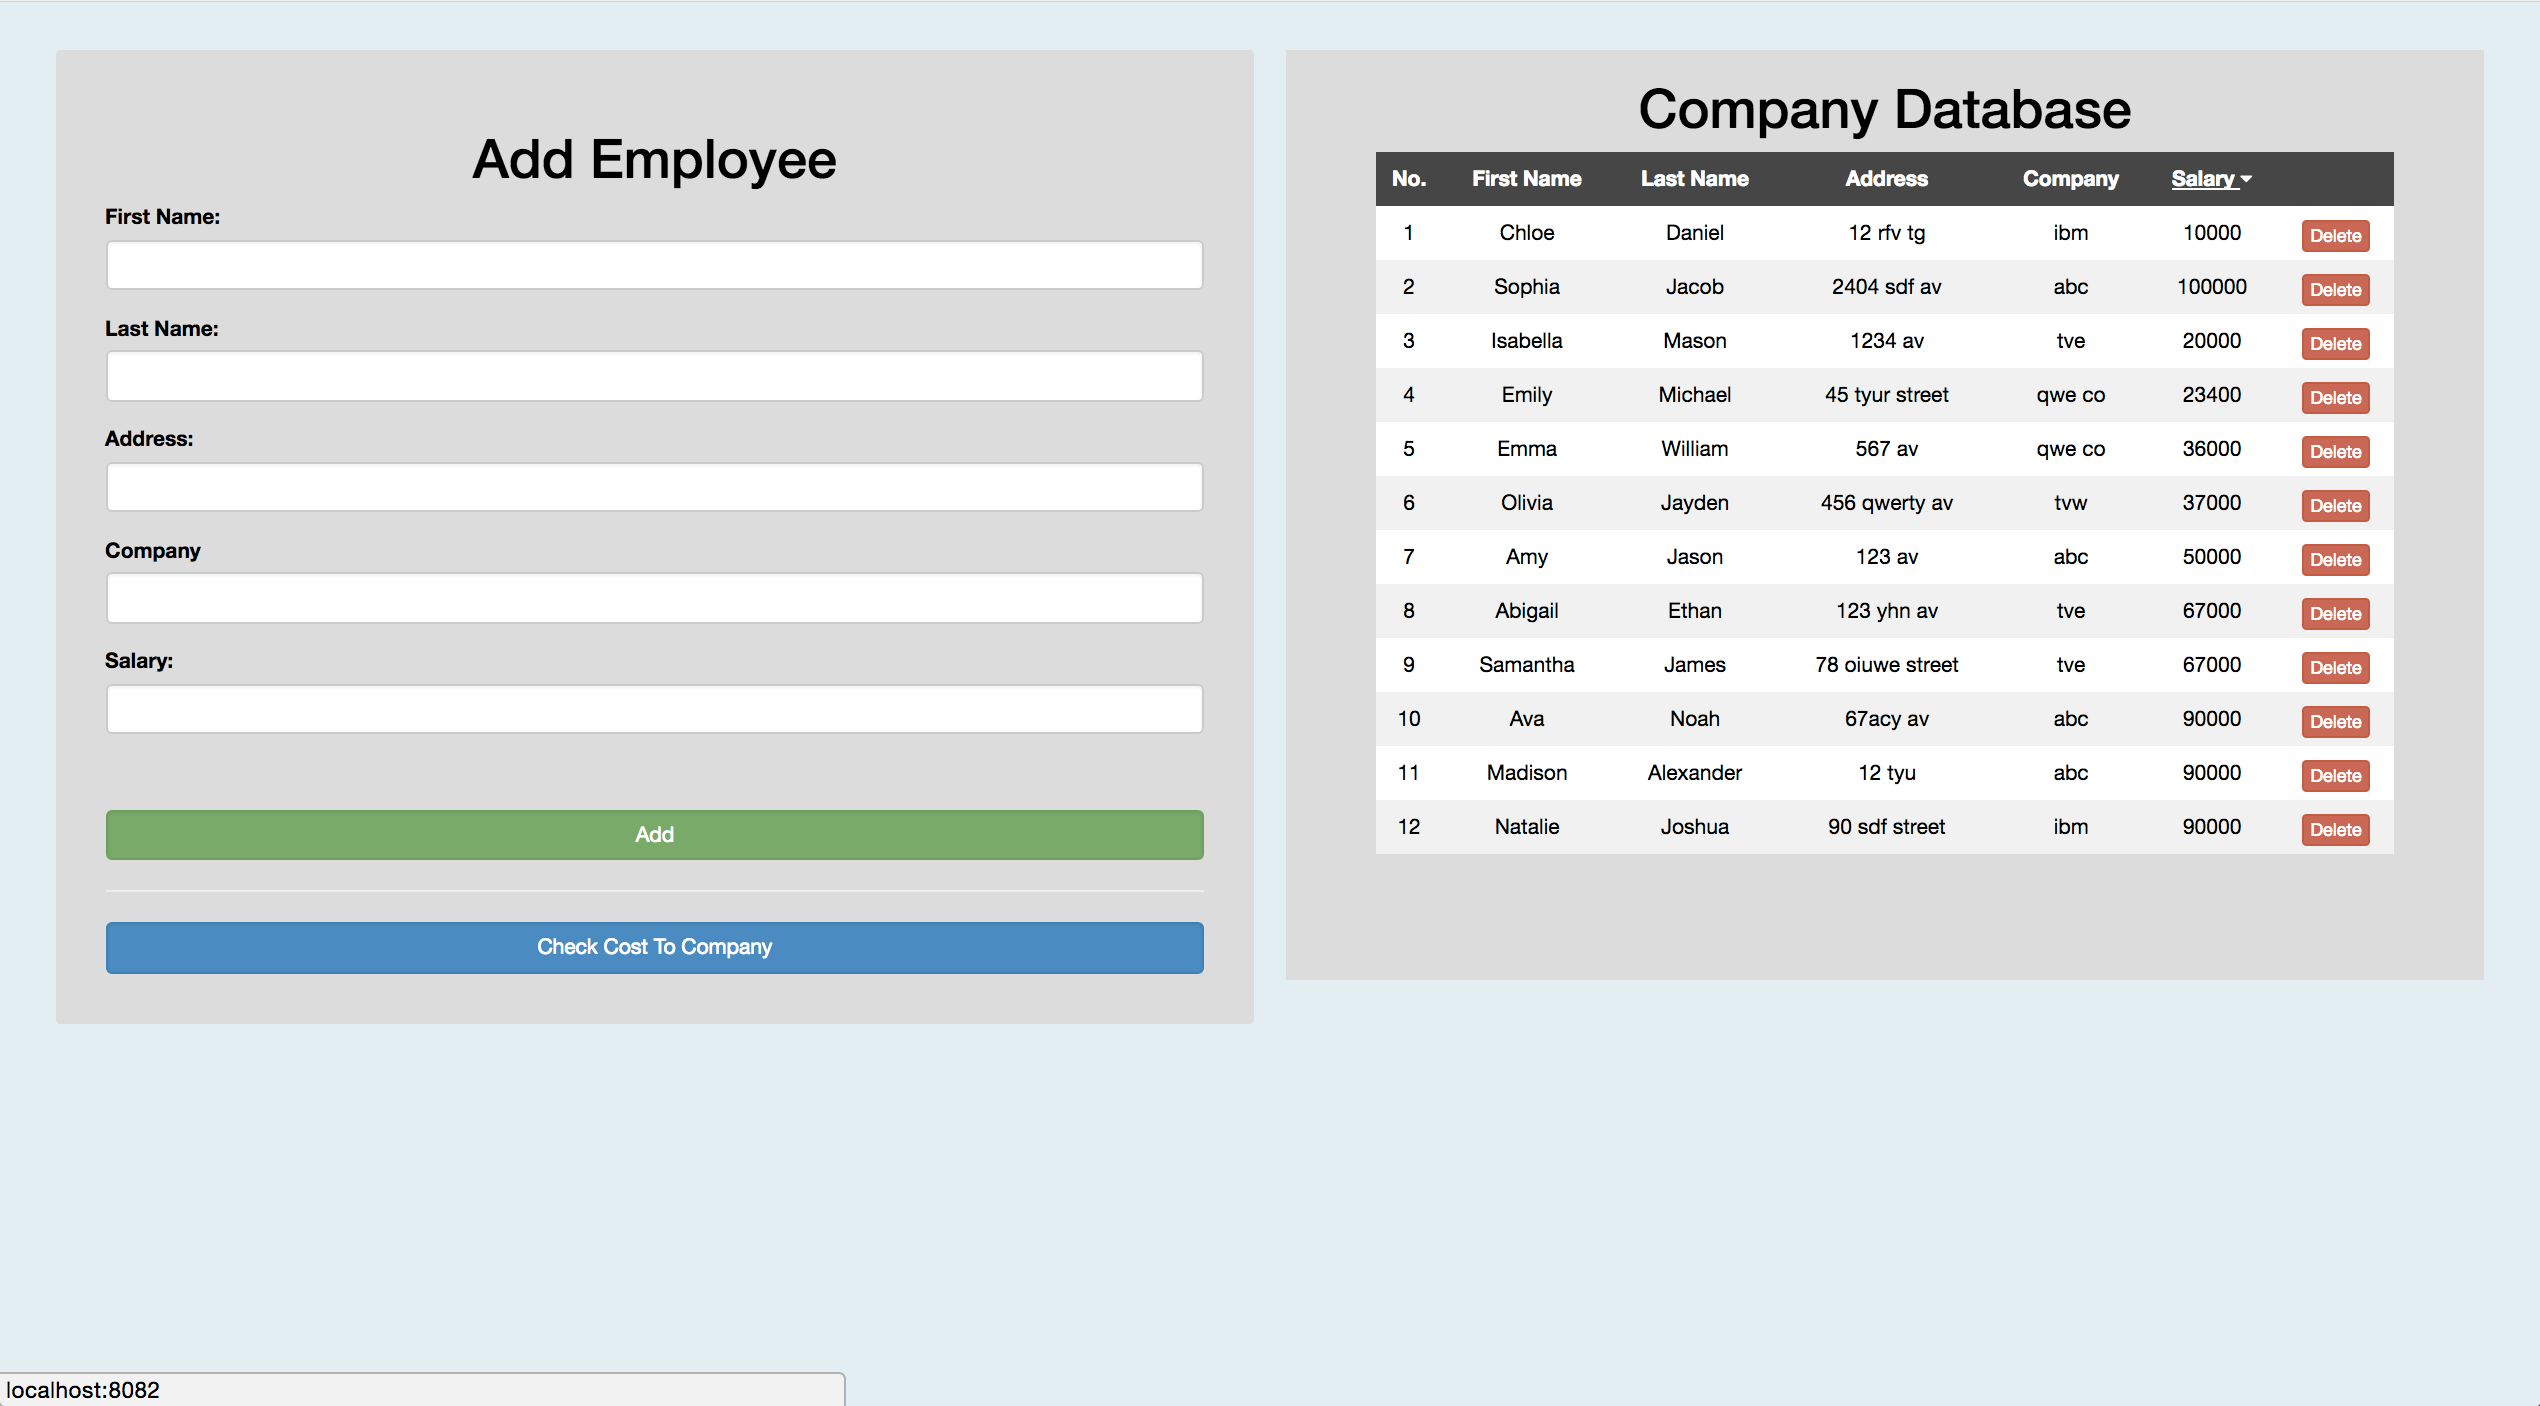 Add Employee
First Name:
Last Name:
Address:
Company
Salary:
Add
Check Cost To Company
Company Database
No. First Name Last Name Address Company Salary
1 Chloe Daniel 12 rfv tg ibm 10000 Delete
2 Sophia Jacob 2404 sdf av abc 100000 Delete
3 Isabella Mason 1234 av tve 20000 Delete
4 Emily Michael 45 tyur street qwe co 23400 Delete
5 Emma William 567 av qwe co 36000 Delete
6 Olivia Jayden 456 qwerty av tvw 37000 Delete
7 Amy Jason 123 av abc 50000 Delete
8 Abigail Ethan 123 yhn av tve 67000 Delete
9 Samantha James 78 oiuwe street tve 67000 Delete
10 Ava Noah 67acy av abc 90000 Delete
11 Madison Alexander 12 tyu abc 90000 Delete
12 Natalie Joshua 90 sdf street ibm 90000 Delete
localhost:8082